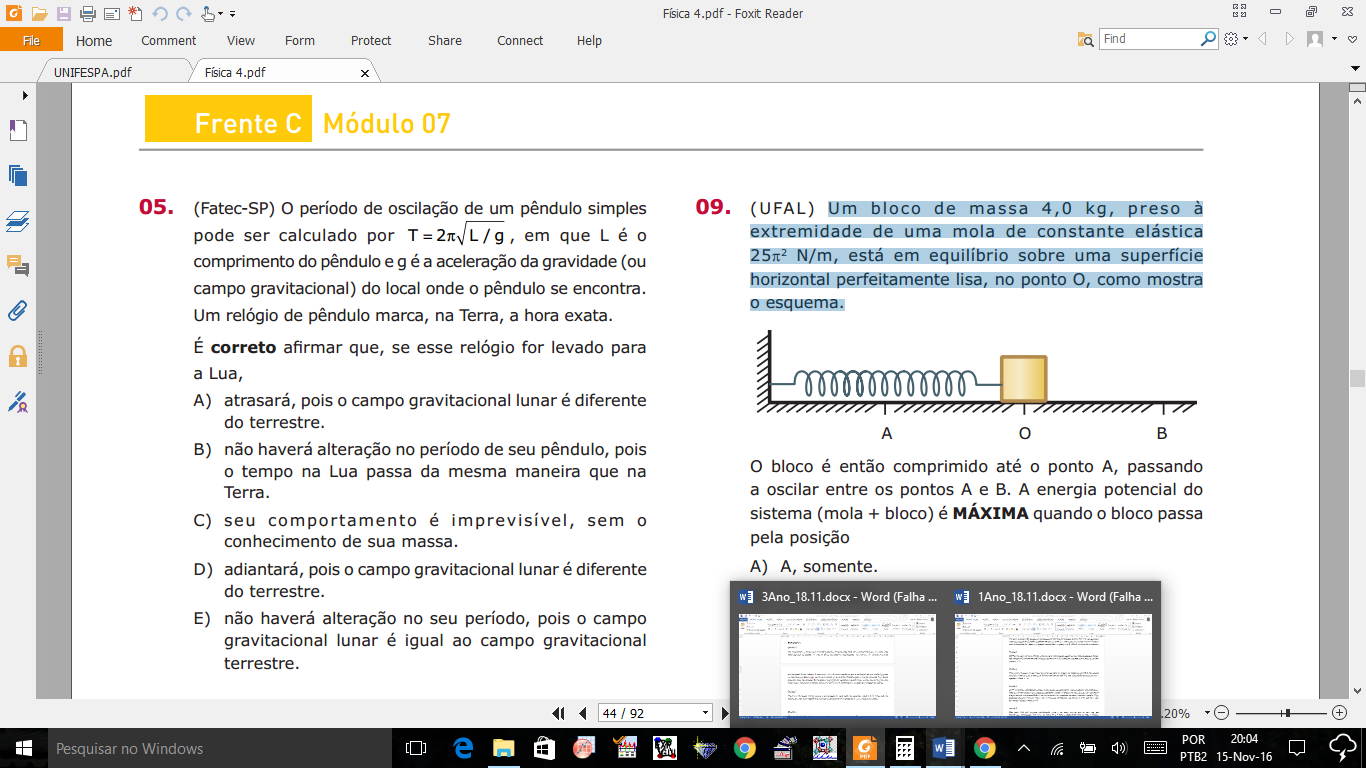 Física 4.pdf - Foxit Reader
File Home Comment View Form Protect Share Connect Help
Find
UNIFESPA.pdf
Física 4.pdf
Frente C Módulo 07
05. (Fatec-SP) O período de oscilação de um pêndulo simples
pode ser calculado por T = 2π√L / g , em que L é o
comprimento do pêndulo e g é a aceleração da gravidade (ou
campo gravitacional) do local onde o pêndulo se encontra.
Um relógio de pêndulo marca, na Terra, a hora exata.
É correto afirmar que, se esse relógio for levado para
a Lua,
A) atrasará, pois o campo gravitacional lunar é diferente
do terrestre.
B) não haverá alteração no período de seu pêndulo, pois
o tempo na Lua passa da mesma maneira que na
Terra.
C) seu comportamento é imprevisível, sem o
conhecimento de sua massa.
D) adiantará, pois o campo gravitacional lunar é diferente
do terrestre.
E) não haverá alteração no seu período, pois o campo
gravitacional lunar é igual ao campo gravitacional
terrestre.
09. (UFAL) Um bloco de massa 4,0 kg, preso à
extremidade de uma mola de constante elástica
25π² N/m, está em equilíbrio sobre uma superfície
horizontal perfeitamente lisa, no ponto O, como mostra
o esquema.
A O B
O bloco é então comprimido até o ponto A, passando
a oscilar entre os pontos A e B. A energia potencial do
sistema (mola + bloco) é MÁXIMA quando o bloco passa
pela posição
A) A, somente.
3Ano_18.11.docx - Word (Falha ...
1Ano_18.11.docx - Word (Falha ...
44 / 92
.20%
Pesquisar no Windows
POR
PTB2
20:04
15-Nov-16